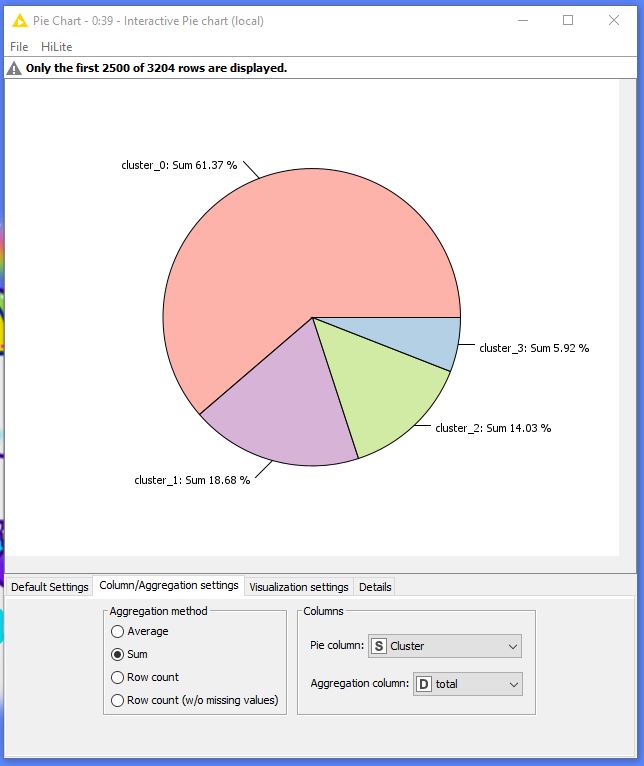 Pie Chart - 0:39 - Interactive Pie chart (local)
File HiLite
Only the first 2500 of 3204 rows are displayed.
cluster_0: Sum 61.37 %
cluster_3: Sum 5.92 %
cluster_2: Sum 14.03 %
cluster_1: Sum 18.68 %
Default Settings Column/Aggregation settings Visualization settings Details
Aggregation method
Average
Sum
Row count
Row count (w/o missing values)
Columns
Pie column: S Cluster
Aggregation column: D total